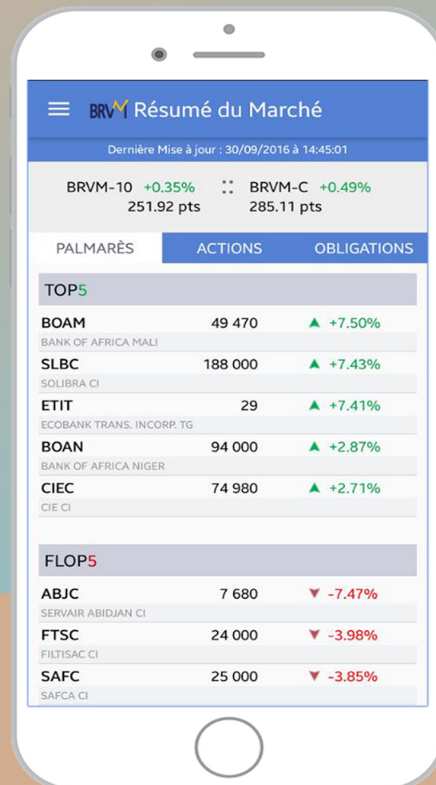 BRVM Résumé du Marché
Dernière Mise à jour : 30/09/2016 à 14:45:01
BRVM-10 +0.35% BRVM-C +0.49%
251.92 pts 285.11 pts
PALMARÈS ACTIONS OBLIGATIONS
TOP5
BOAM 49 470 +7.50%
BANK OF AFRICA MALI
SLBC 188 000 +7.43%
SOLIBRA CI
ETIT 29 +7.41%
ECOBANK TRANS. INCORP. TG
BOAN 94 000 +2.87%
BANK OF AFRICA NIGER
CIEC 74 980 +2.71%
CIE CI
FLOP5
ABJC 7 680 -7.47%
SERVAIR ABIDJAN CI
FTSC 24 000 -3.98%
FILTISAC CI
SAFC 25 000 -3.85%
SAFCA CI